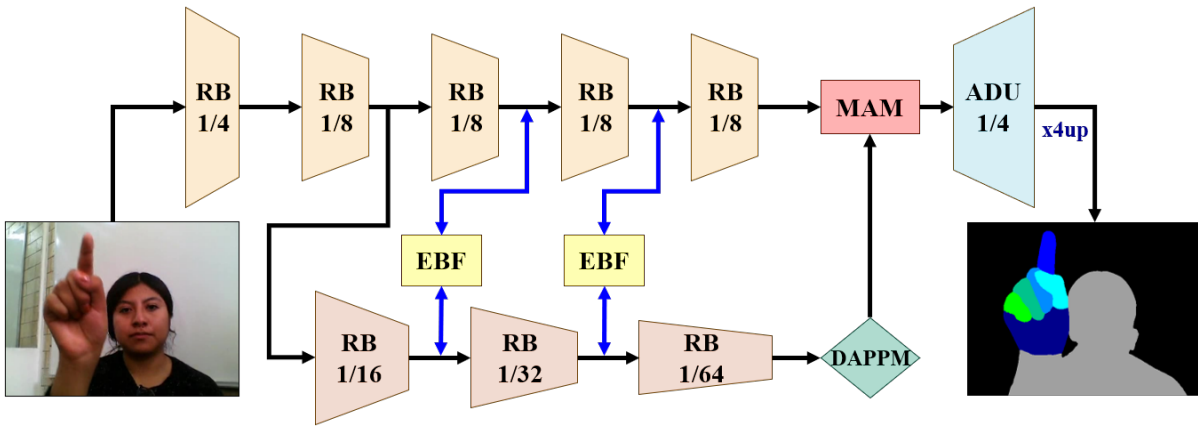 RB
1/4
RB
1/8
RB
1/8
RB
1/8
RB
1/8
MAM
ADU
1/4
x4up
EBF
EBF
RB
1/16
RB
1/32
RB
1/64
DAPPM